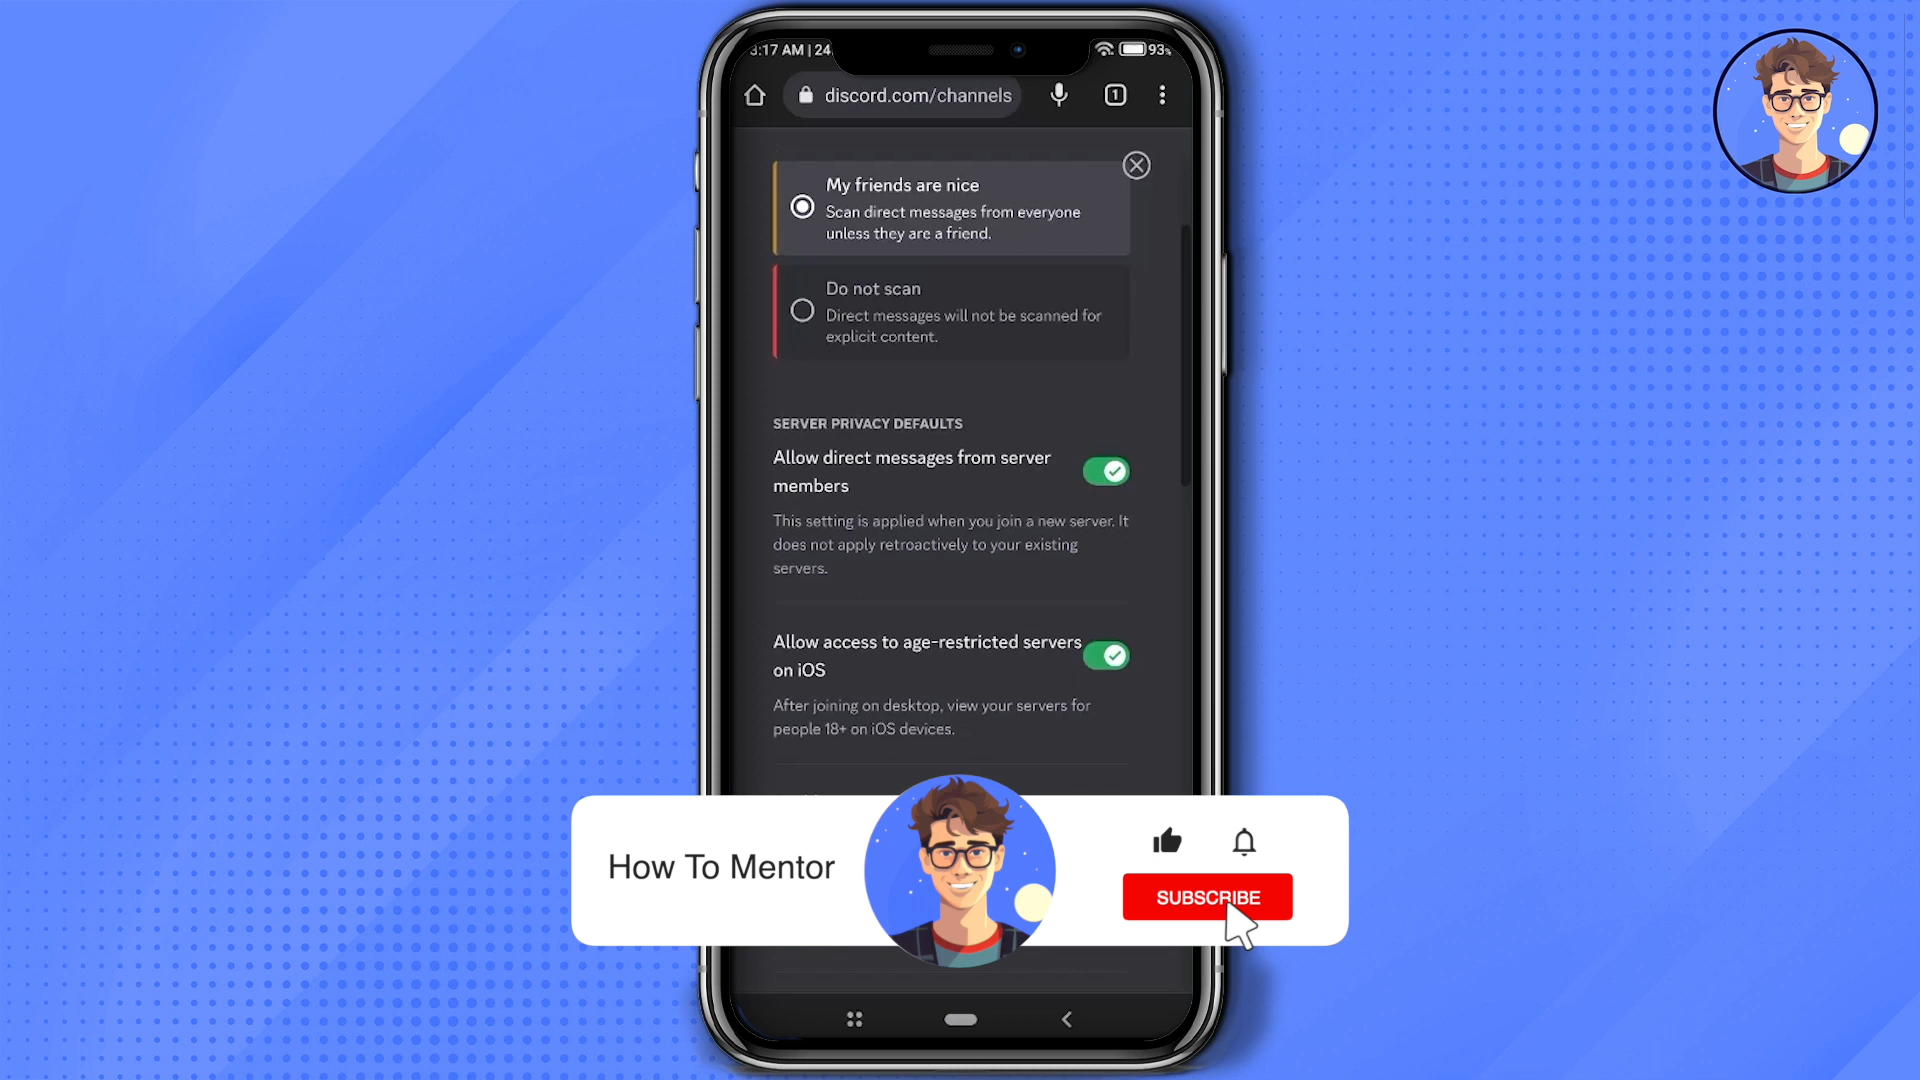 3:17 AM | 24
93%
discord.com/channels
1
My friends are nice
Scan direct messages from everyone
unless they are a friend.
Do not scan
Direct messages will not be scanned for
explicit content.
SERVER PRIVACY DEFAULTS
Allow direct messages from server
members
This setting is applied when you join a new server. It
does not apply retroactively to your existing
servers.
Allow access to age-restricted servers
on iOS
After joining on desktop, view your servers for
people 18+ on iOS devices.
How To Mentor
SUBSCRIBE